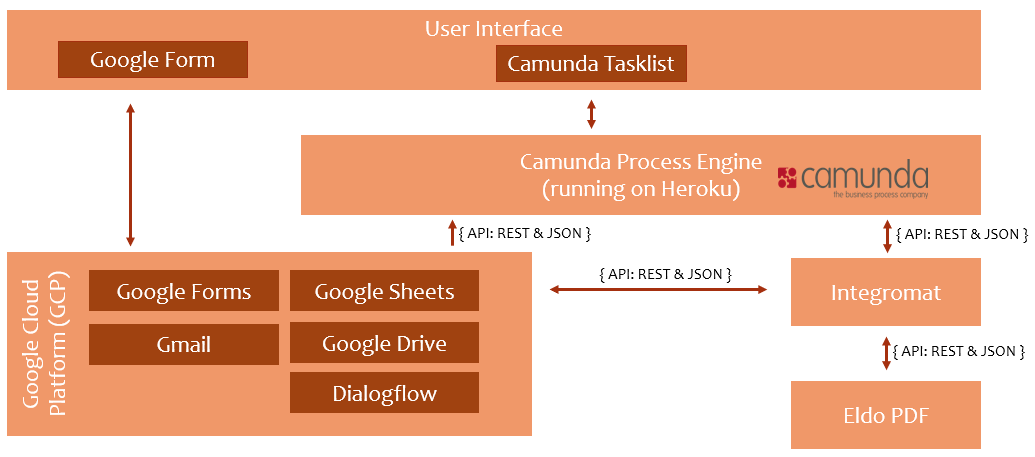 User Interface
Google Form
Camunda Tasklist
Camunda Process Engine
(running on Heroku)
camunda
the business process company
{ API: REST & JSON }
{ API: REST & JSON }
Google Cloud
Platform (GCP)
Google Forms
Google Sheets
{ API: REST & JSON }
Integromat
Gmail
Google Drive
{ API: REST & JSON }
Dialogflow
Eldo PDF